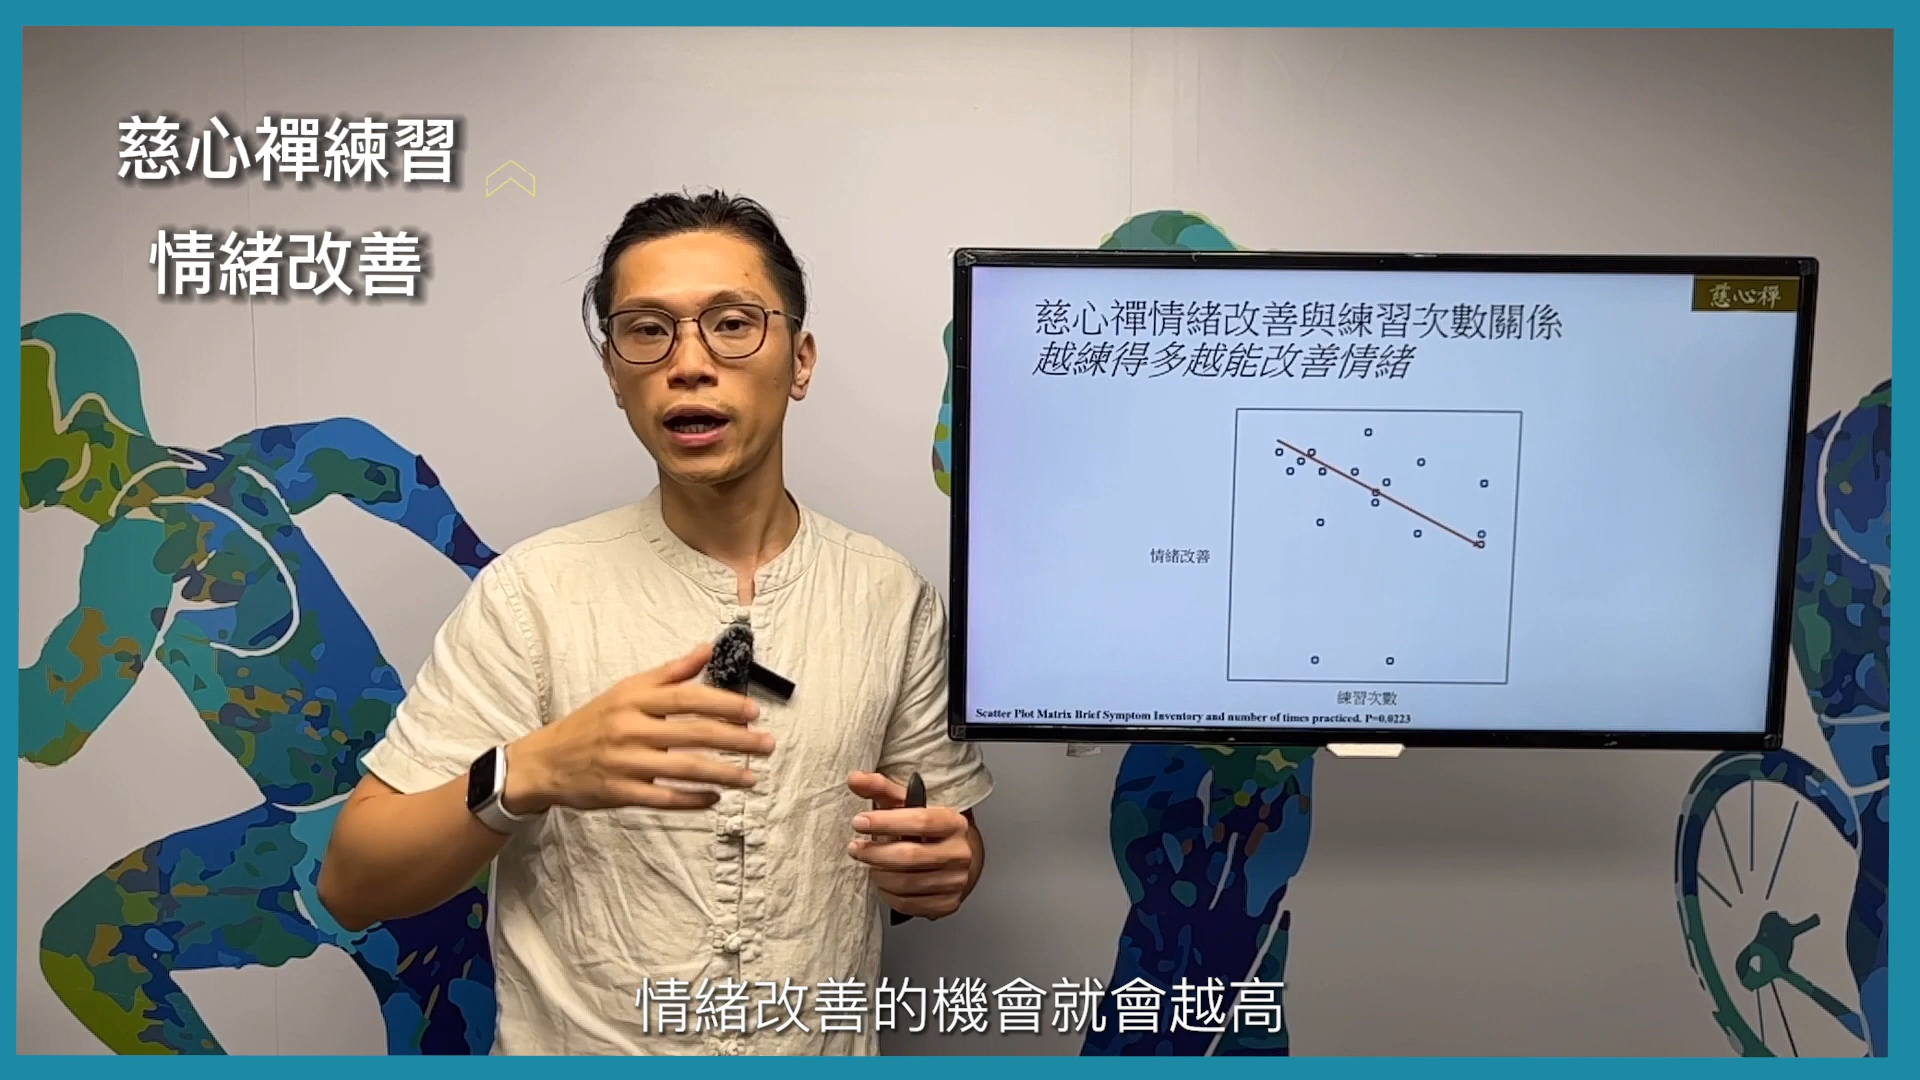 慈心禪練習
情緒改善
慈心禪
慈心禪情緒改善與練習次數關係
越練得多越能改善情緒
情緒改善
練習次數
Scatter Plot Matrix Brief Symptom Inventory and number of times practiced. P=0.0223
情緒改善的機會就會越高